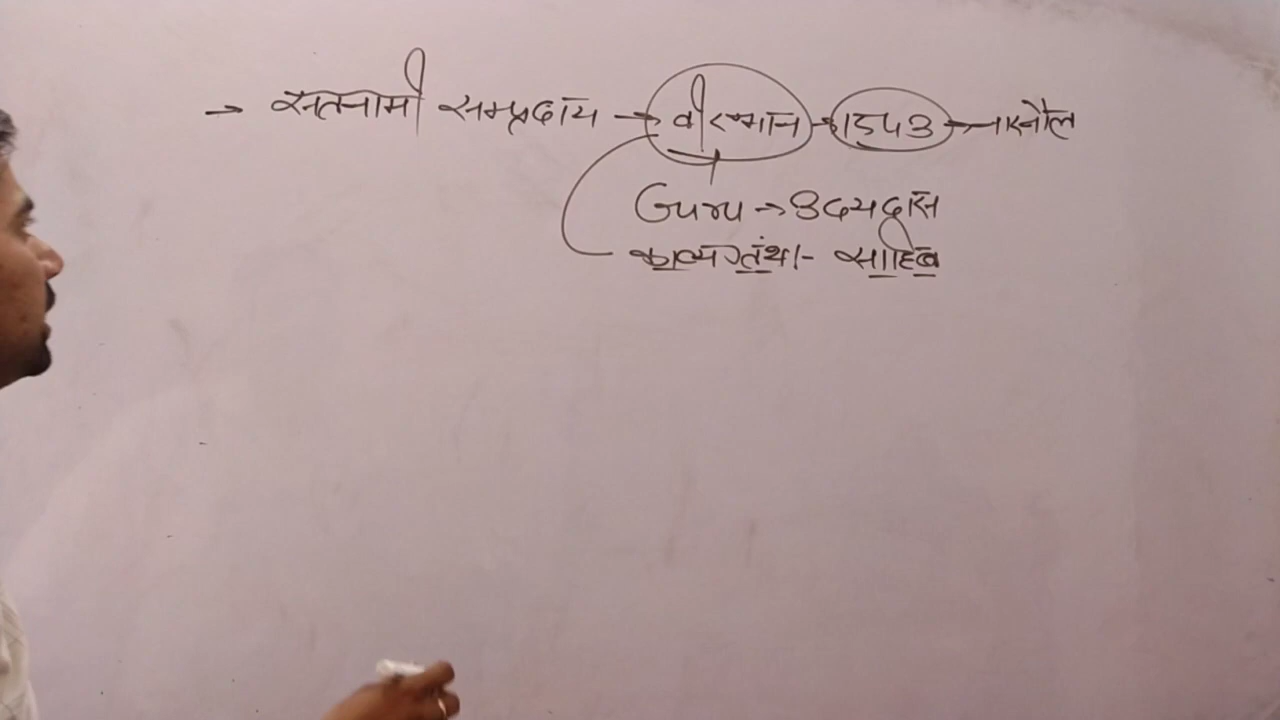 → सतनामी सम्प्रदाय → वीरभान → 1543 → नारनौल
Guru → उदयदास
काव्य ग्रंथ :- साहिब